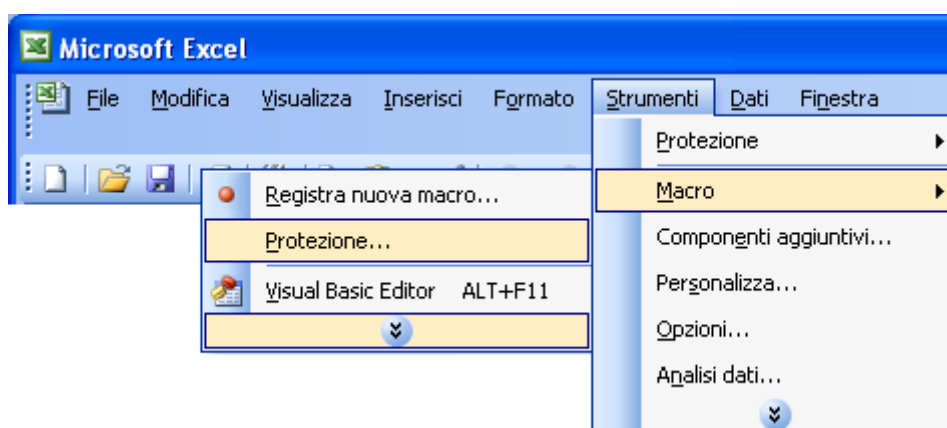 Microsoft Excel
File Modifica Visualizza Inserisci Formato Strumenti Dati Finestra
Protezione
Macro
Componenti aggiuntivi...
Personalizza...
Opzioni...
Analisi dati...
Registra nuova macro...
Protezione...
Visual Basic Editor ALT+F11